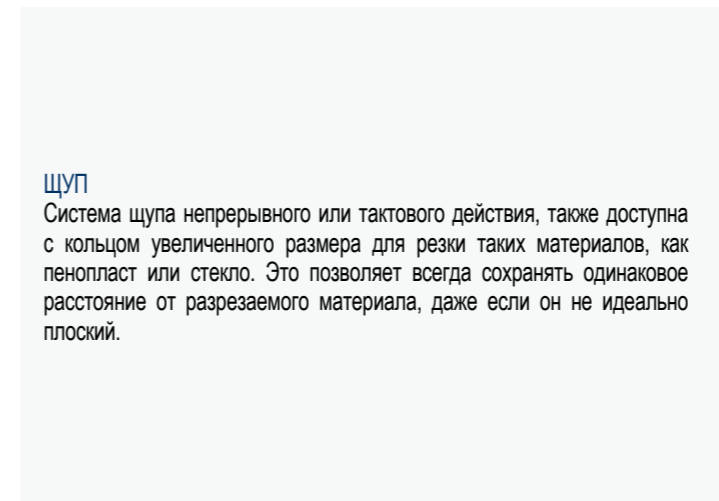 ЩУП
Система щупа непрерывного или тактового действия, также доступна
с кольцом увеличенного размера для резки таких материалов, как
пенопласт или стекло. Это позволяет всегда сохранять одинаковое
расстояние от разрезаемого материала, даже если он не идеально
плоский.